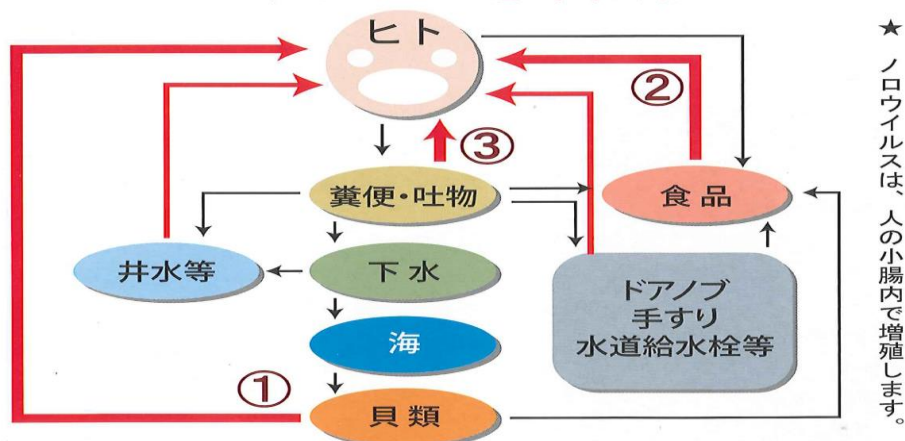 ヒト
②
③
糞便・吐物
食品
井水等
下水
ドアノブ
手すり
水道給水栓等
海
①
貝類
★ ノロウイルスは、人の小腸内で増殖します。